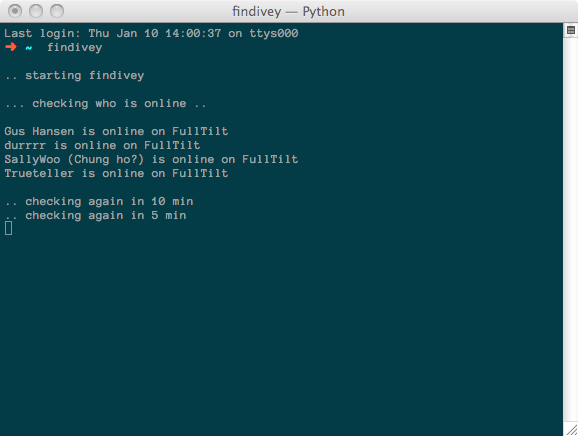 findivey — Python
Last login: Thu Jan 10 14:00:37 on ttys000
➜ ~ findivey
.. starting findivey
... checking who is online ..
Gus Hansen is online on FullTilt
durrrr is online on FullTilt
SallyWoo (Chung ho?) is online on FullTilt
Trueteller is online on FullTilt
.. checking again in 10 min
.. checking again in 5 min